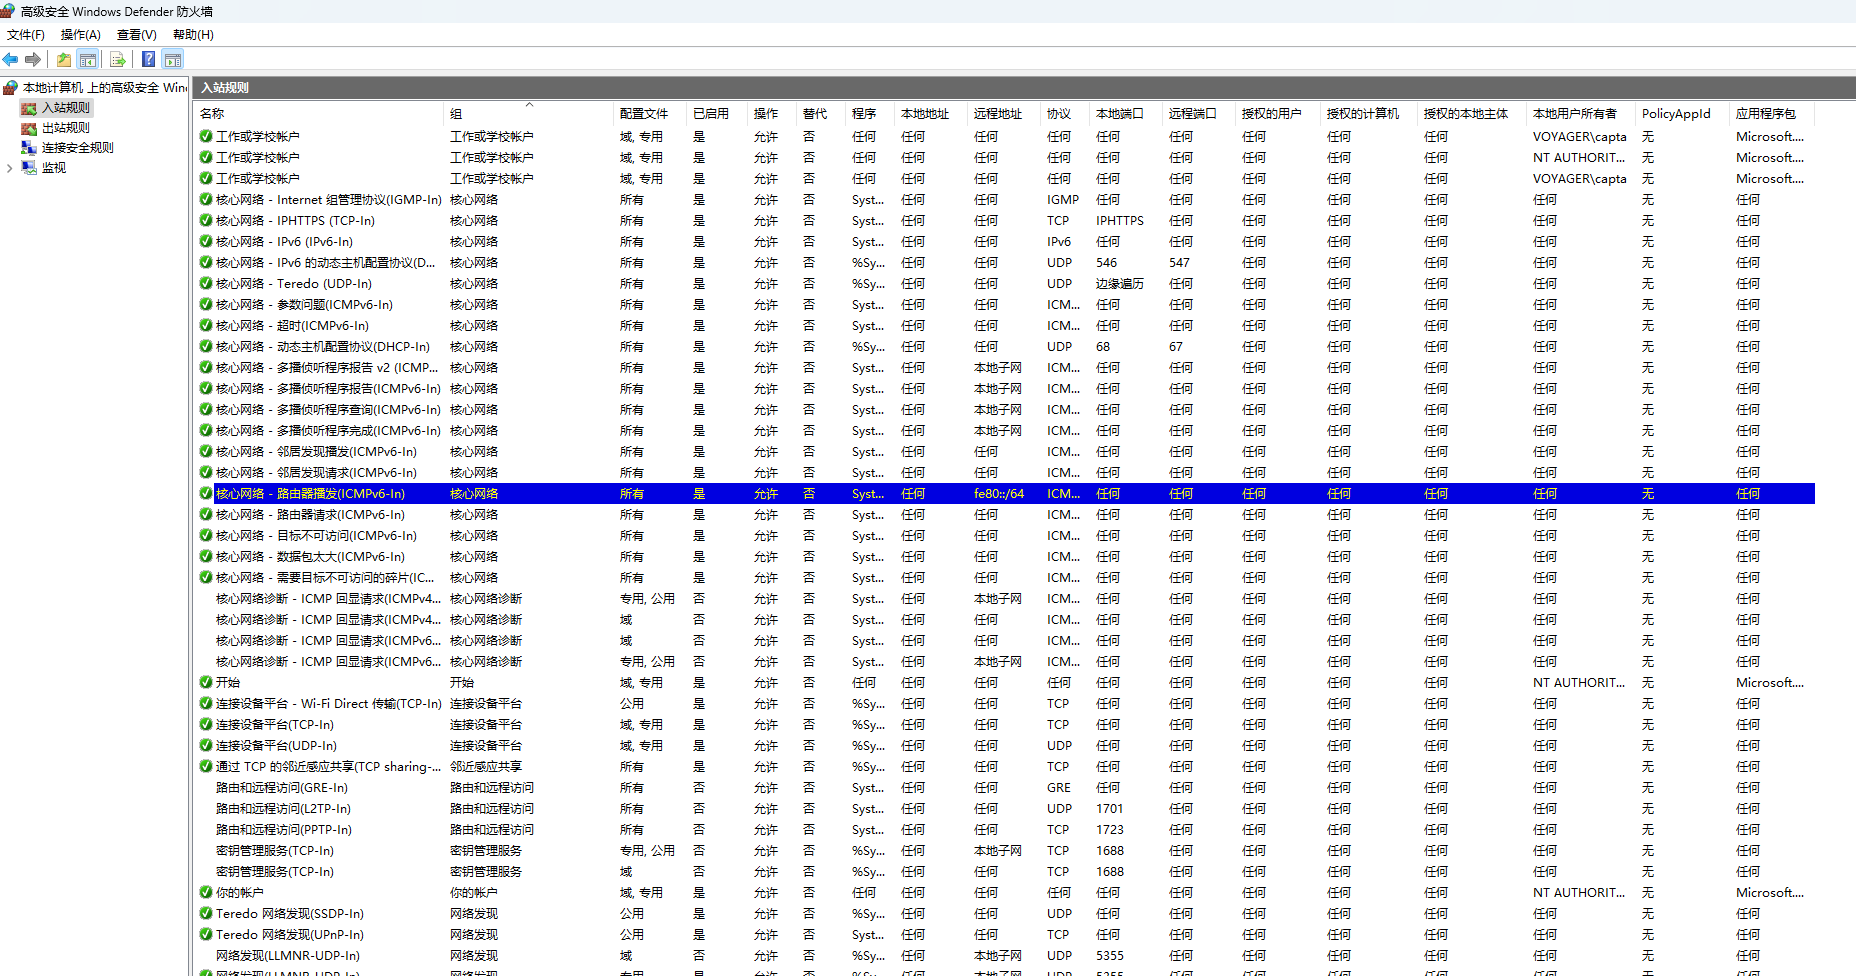 高级安全 Windows Defender 防火墙
文件(F) 操作(A) 查看(V) 帮助(H)
本地计算机 上的高级安全 Win
入站规则
出站规则
连接安全规则
监视
入站规则
名称 组 配置文件 已启用 操作 替代 程序 本地地址 远程地址 协议 本地端口 远程端口 授权的用户 授权的计算机 授权的本地主体 本地用户所有者 PolicyAppId 应用程序包
工作或学校帐户 工作或学校帐户 域, 专用 是 允许 否 任何 任何 任何 任何 任何 任何 任何 任何 任何 VOYAGER\capta 无 Microsoft....
工作或学校帐户 工作或学校帐户 域, 专用 是 允许 否 任何 任何 任何 任何 任何 任何 任何 任何 任何 NT AUTHORIT... 无 Microsoft....
工作或学校帐户 工作或学校帐户 域, 专用 是 允许 否 任何 任何 任何 任何 任何 任何 任何 任何 任何 VOYAGER\capta 无 Microsoft....
核心网络 - Internet 组管理协议(IGMP-In) 核心网络 所有 是 允许 否 Syst... 任何 任何 IGMP 任何 任何 任何 任何 任何 任何 无 任何
核心网络 - IPHTTPS (TCP-In) 核心网络 所有 是 允许 否 Syst... 任何 任何 TCP IPHTTPS 任何 任何 任何 任何 任何 无 任何
核心网络 - IPv6 (IPv6-In) 核心网络 所有 是 允许 否 Syst... 任何 任何 IPv6 任何 任何 任何 任何 任何 任何 无 任何
核心网络 - IPv6 的动态主机配置协议(D... 核心网络 所有 是 允许 否 %Sy... 任何 任何 UDP 546 547 任何 任何 任何 任何 无 任何
核心网络 - Teredo (UDP-In) 核心网络 所有 是 允许 否 %Sy... 任何 任何 UDP 边缘遍历 任何 任何 任何 任何 任何 无 任何
核心网络 - 参数问题(ICMPv6-In) 核心网络 所有 是 允许 否 Syst... 任何 任何 ICM... 任何 任何 任何 任何 任何 任何 无 任何
核心网络 - 超时(ICMPv6-In) 核心网络 所有 是 允许 否 Syst... 任何 任何 ICM... 任何 任何 任何 任何 任何 任何 无 任何
核心网络 - 动态主机配置协议(DHCP-In) 核心网络 所有 是 允许 否 %Sy... 任何 任何 UDP 68 67 任何 任何 任何 任何 无 任何
核心网络 - 多播侦听程序报告 v2 (ICMP... 核心网络 所有 是 允许 否 Syst... 任何 本地子网 ICM... 任何 任何 任何 任何 任何 任何 无 任何
核心网络 - 多播侦听程序报告(ICMPv6-In) 核心网络 所有 是 允许 否 Syst... 任何 本地子网 ICM... 任何 任何 任何 任何 任何 任何 无 任何
核心网络 - 多播侦听程序查询(ICMPv6-In) 核心网络 所有 是 允许 否 Syst... 任何 本地子网 ICM... 任何 任何 任何 任何 任何 任何 无 任何
核心网络 - 多播侦听程序完成(ICMPv6-In) 核心网络 所有 是 允许 否 Syst... 任何 本地子网 ICM... 任何 任何 任何 任何 任何 任何 无 任何
核心网络 - 邻居发现播发(ICMPv6-In) 核心网络 所有 是 允许 否 Syst... 任何 任何 ICM... 任何 任何 任何 任何 任何 任何 无 任何
核心网络 - 邻居发现请求(ICMPv6-In) 核心网络 所有 是 允许 否 Syst... 任何 任何 ICM... 任何 任何 任何 任何 任何 任何 无 任何
核心网络 - 路由器播发(ICMPv6-In) 核心网络 所有 是 允许 否 Syst... 任何 fe80::/64 ICM... 任何 任何 任何 任何 任何 任何 无 任何
核心网络 - 路由器请求(ICMPv6-In) 核心网络 所有 是 允许 否 Syst... 任何 任何 ICM... 任何 任何 任何 任何 任何 任何 无 任何
核心网络 - 目标不可访问(ICMPv6-In) 核心网络 所有 是 允许 否 Syst... 任何 任何 ICM... 任何 任何 任何 任何 任何 任何 无 任何
核心网络 - 数据包太大(ICMPv6-In) 核心网络 所有 是 允许 否 Syst... 任何 任何 ICM... 任何 任何 任何 任何 任何 任何 无 任何
核心网络 - 需要目标不可访问的碎片(IC... 核心网络 所有 是 允许 否 Syst... 任何 任何 ICM... 任何 任何 任何 任何 任何 任何 无 任何
核心网络诊断 - ICMP 回显请求(ICMPv4... 核心网络诊断 专用, 公用 否 允许 否 Syst... 任何 本地子网 ICM... 任何 任何 任何 任何 任何 任何 无 任何
核心网络诊断 - ICMP 回显请求(ICMPv4... 核心网络诊断 域 否 允许 否 Syst... 任何 任何 ICM... 任何 任何 任何 任何 任何 任何 无 任何
核心网络诊断 - ICMP 回显请求(ICMPv6... 核心网络诊断 域 否 允许 否 Syst... 任何 任何 ICM... 任何 任何 任何 任何 任何 任何 无 任何
核心网络诊断 - ICMP 回显请求(ICMPv6... 核心网络诊断 专用, 公用 否 允许 否 Syst... 任何 本地子网 ICM... 任何 任何 任何 任何 任何 任何 无 任何
开始 开始 域, 专用 是 允许 否 任何 任何 任何 任何 任何 任何 任何 任何 任何 NT AUTHORIT... 无 Microsoft....
连接设备平台 - Wi-Fi Direct 传输(TCP-In) 连接设备平台 公用 是 允许 否 %Sy... 任何 任何 TCP 任何 任何 任何 任何 任何 任何 无 任何
连接设备平台(TCP-In) 连接设备平台 域, 专用 是 允许 否 %Sy... 任何 任何 TCP 任何 任何 任何 任何 任何 任何 无 任何
连接设备平台(UDP-In) 连接设备平台 域, 专用 是 允许 否 %Sy... 任何 任何 UDP 任何 任何 任何 任何 任何 任何 无 任何
通过 TCP 的邻近感应共享(TCP sharing-... 邻近感应共享 所有 是 允许 否 %Sy... 任何 任何 TCP 任何 任何 任何 任何 任何 任何 无 任何
路由和远程访问(GRE-In) 路由和远程访问 所有 否 允许 否 Syst... 任何 任何 GRE 任何 任何 任何 任何 任何 任何 无 任何
路由和远程访问(L2TP-In) 路由和远程访问 所有 否 允许 否 Syst... 任何 任何 UDP 1701 任何 任何 任何 任何 任何 无 任何
路由和远程访问(PPTP-In) 路由和远程访问 所有 否 允许 否 Syst... 任何 任何 TCP 1723 任何 任何 任何 任何 任何 无 任何
密钥管理服务(TCP-In) 密钥管理服务 专用, 公用 否 允许 否 %Sy... 任何 本地子网 TCP 1688 任何 任何 任何 任何 任何 无 任何
密钥管理服务(TCP-In) 密钥管理服务 域 否 允许 否 %Sy... 任何 任何 TCP 1688 任何 任何 任何 任何 任何 无 任何
你的帐户 你的帐户 域, 专用 是 允许 否 任何 任何 任何 任何 任何 任何 任何 任何 任何 NT AUTHORIT... 无 Microsoft....
Teredo 网络发现(SSDP-In) 网络发现 公用 是 允许 否 %Sy... 任何 任何 UDP 任何 任何 任何 任何 任何 任何 无 任何
Teredo 网络发现(UPnP-In) 网络发现 公用 是 允许 否 Syst... 任何 任何 TCP 任何 任何 任何 任何 任何 任何 无 任何
网络发现(LLMNR-UDP-In) 网络发现 域 否 允许 否 %Sy... 任何 本地子网 UDP 5355 任何 任何 任何 任何 任何 无 任何
网络发现(LLMNR-UDP-In) 网络发现 专用 是 允许 否 %Sy... 任何 本地子网 UDP 5355 任何 任何 任何 任何 任何 无 任何